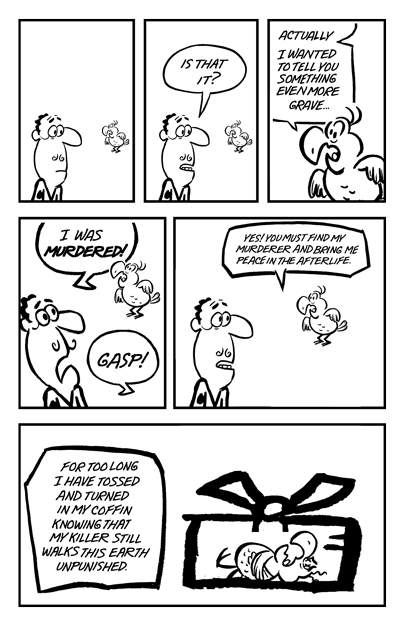 IS THAT
IT?
ACTUALLY
I WANTED
TO TELL YOU
SOMETHING
EVEN MORE
GRAVE...
I WAS
MURDERED!
GASP!
YES! YOU MUST FIND MY
MURDERER AND BRING ME
PEACE IN THE AFTERLIFE.
FOR TOO LONG
I HAVE TOSSED
AND TURNED
IN MY COFFIN
KNOWING THAT
MY KILLER STILL
WALKS THIS EARTH
UNPUNISHED.